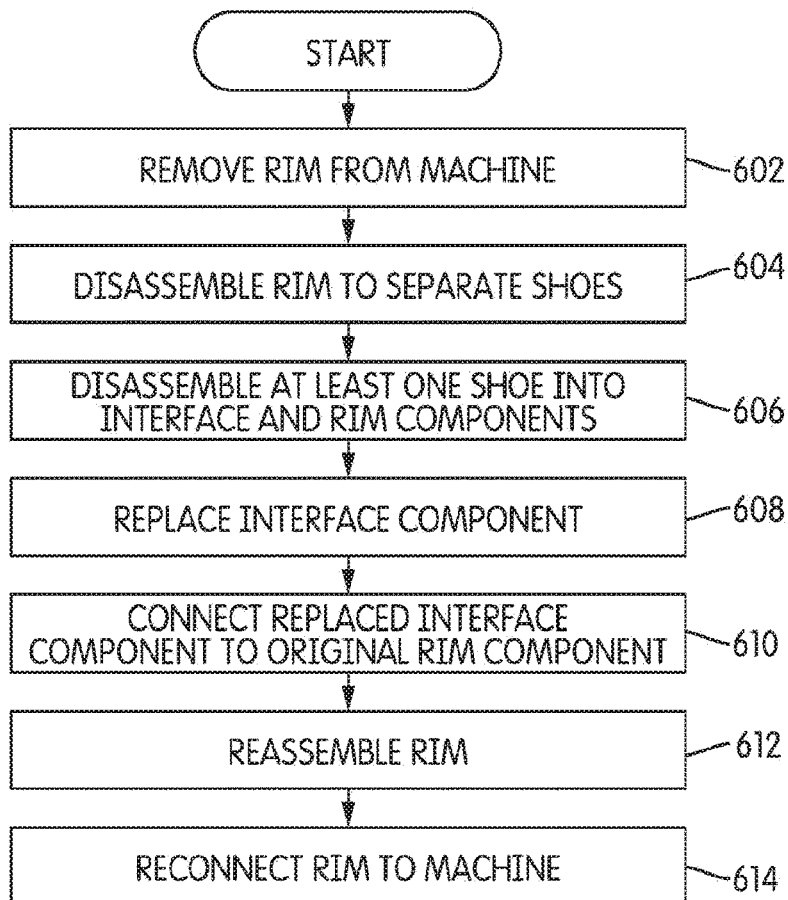 START
REMOVE RIM FROM MACHINE
602
DISASSEMBLE RIM TO SEPARATE SHOES
604
DISASSEMBLE AT LEAST ONE SHOE INTO
INTERFACE AND RIM COMPONENTS
606
REPLACE INTERFACE COMPONENT
608
CONNECT REPLACED INTERFACE
COMPONENT TO ORIGINAL RIM COMPONENT
610
REASSEMBLE RIM
612
RECONNECT RIM TO MACHINE
614